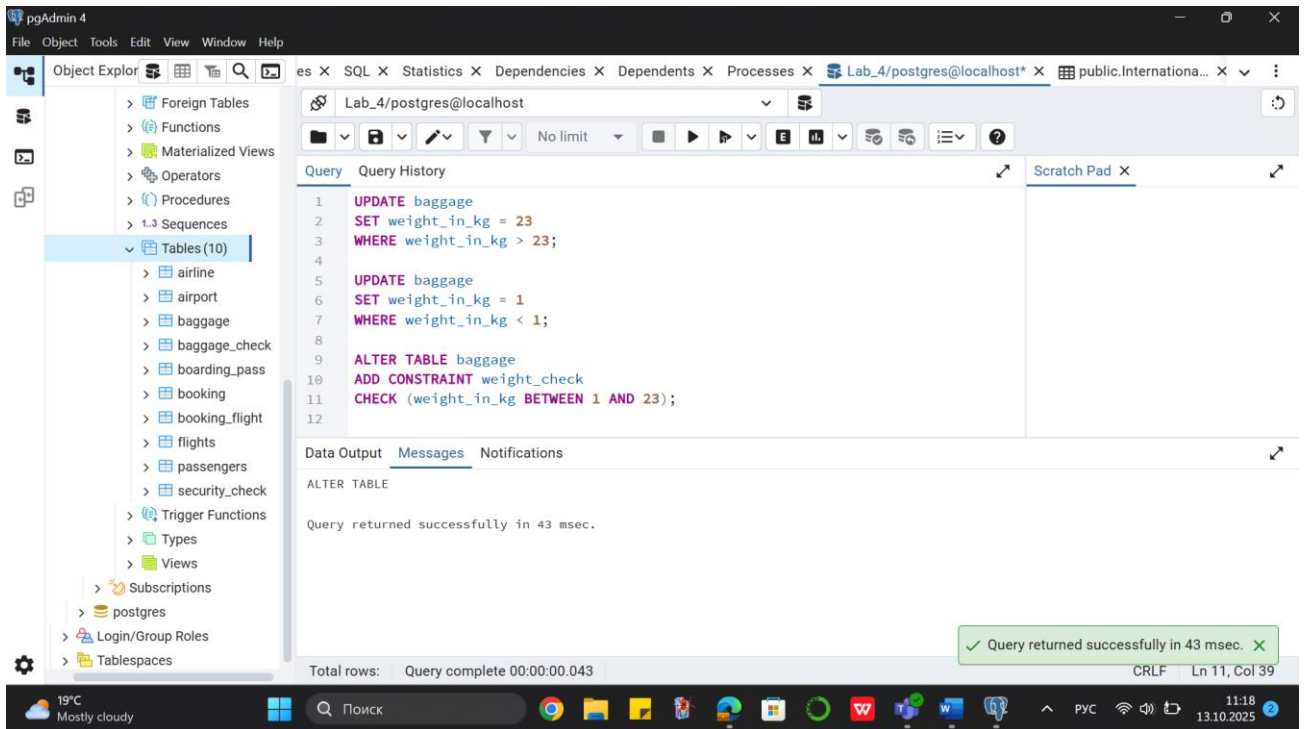 pgAdmin 4
File Object Tools Edit View Window Help
Object Explor
es X SQL X Statistics X Dependencies X Dependents X Processes X Lab_4/postgres@localhost* X public.Internationa... X
Foreign Tables
Functions
Materialized Views
Operators
Procedures
1..3 Sequences
Tables (10)
airline
airport
baggage
baggage_check
boarding_pass
booking
booking_flight
flights
passengers
security_check
Trigger Functions
Types
Views
Subscriptions
postgres
Login/Group Roles
Tablespaces
Lab_4/postgres@localhost
No limit
E
Query Query History
Scratch Pad X
1 UPDATE baggage
2 SET weight_in_kg = 23
3 WHERE weight_in_kg > 23;
4
5 UPDATE baggage
6 SET weight_in_kg = 1
7 WHERE weight_in_kg < 1;
8
9 ALTER TABLE baggage
10 ADD CONSTRAINT weight_check
11 CHECK (weight_in_kg BETWEEN 1 AND 23);
12
Data Output Messages Notifications
ALTER TABLE
Query returned successfully in 43 msec.
Query returned successfully in 43 msec. X
Total rows: Query complete 00:00:00.043 CRLF Ln 11, Col 39
19°C
Mostly cloudy
Поиск
РУС
11:18
13.10.2025
2